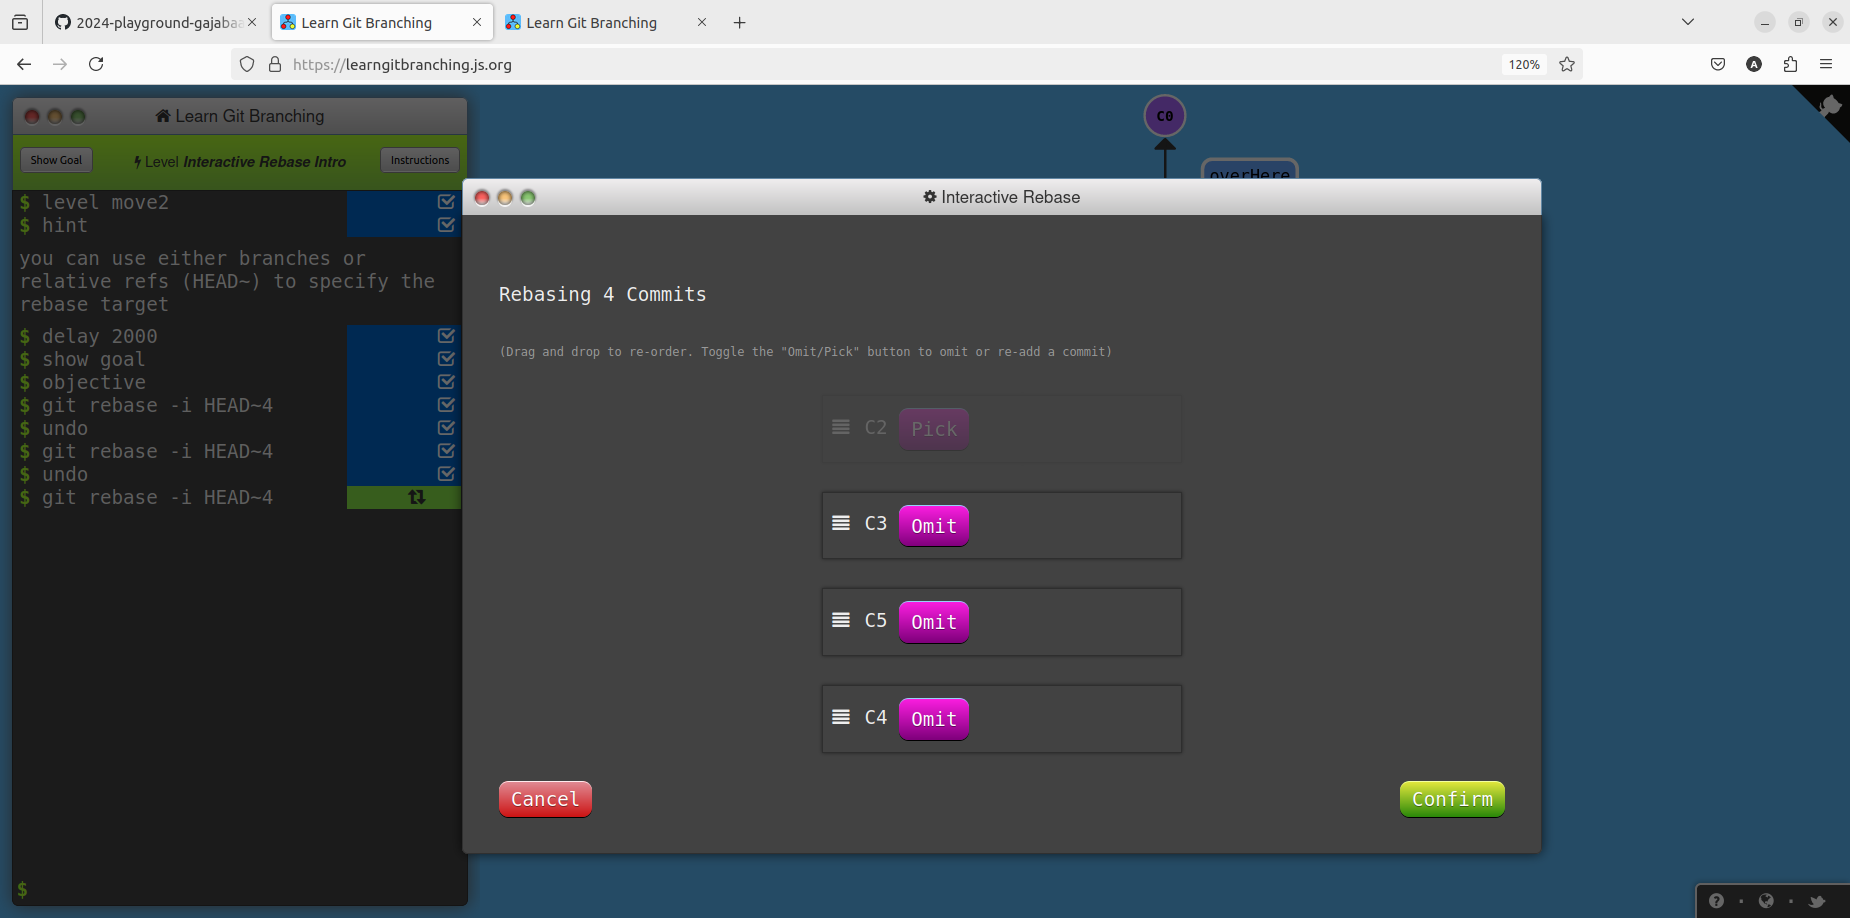 2024-playground-gajaba
Learn Git Branching
Learn Git Branching
https://learngitbranching.js.org
120%
A
Learn Git Branching
Show Goal
Level Interactive Rebase Intro
Instructions
$ level move2
$ hint
you can use either branches or
relative refs (HEAD~) to specify the
rebase target
$ delay 2000
$ show goal
$ objective
$ git rebase -i HEAD~4
$ undo
$ git rebase -i HEAD~4
$ undo
$ git rebase -i HEAD~4
$
C0
overHere
Interactive Rebase
Rebasing 4 Commits
(Drag and drop to re-order. Toggle the "Omit/Pick" button to omit or re-add a commit)
C2 Pick
C3 Omit
C5 Omit
C4 Omit
Cancel
Confirm